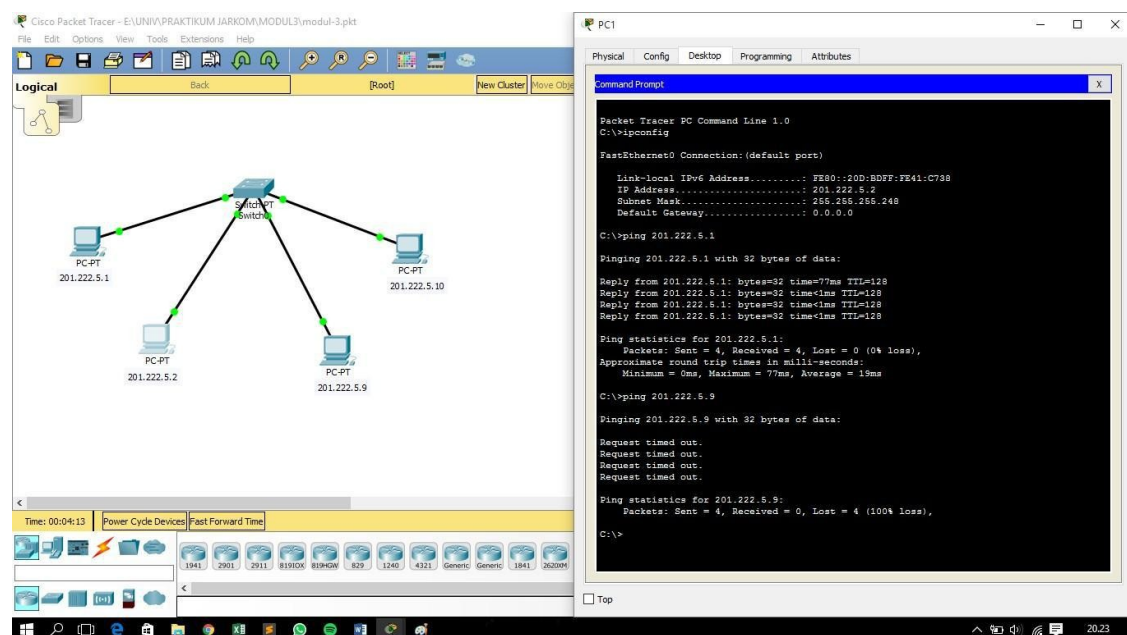 Cisco Packet Tracer - E:\UNIV\PRAKTIKUM JARKOM\MODUL3\modul-3.pkt
File Edit Options View Tools Extensions Help
Logical Back [Root] New Cluster Move Obje
Switch-PT
PC-PT
201.222.5.1
PC-PT
201.222.5.10
PC-PT
201.222.5.2
PC-PT
201.222.5.9
Time: 00:04:13 Power Cycle Devices Fast Forward Time
1941 2901 2911 819IOX 819HGW 829 1240 4321 Generic Generic 1841 2620XM
PC1
Physical Config Desktop Programming Attributes
Command Prompt X
Packet Tracer PC Command Line 1.0
C:\>ipconfig
FastEthernet0 Connection:(default port)
Link-local IPv6 Address.........: FE80::20D:BDFF:FE41:C738
IP Address......................: 201.222.5.2
Subnet Mask.....................: 255.255.255.248
Default Gateway.................: 0.0.0.0
C:\>ping 201.222.5.1
Pinging 201.222.5.1 with 32 bytes of data:
Reply from 201.222.5.1: bytes=32 time=77ms TTL=128
Reply from 201.222.5.1: bytes=32 time<1ms TTL=128
Reply from 201.222.5.1: bytes=32 time<1ms TTL=128
Reply from 201.222.5.1: bytes=32 time<1ms TTL=128
Ping statistics for 201.222.5.1:
Packets: Sent = 4, Received = 4, Lost = 0 (0% loss),
Approximate round trip times in milli-seconds:
Minimum = 0ms, Maximum = 77ms, Average = 19ms
C:\>ping 201.222.5.9
Pinging 201.222.5.9 with 32 bytes of data:
Request timed out.
Request timed out.
Request timed out.
Request timed out.
Ping statistics for 201.222.5.9:
Packets: Sent = 4, Received = 0, Lost = 4 (100% loss),
C:\>
Top
20.23